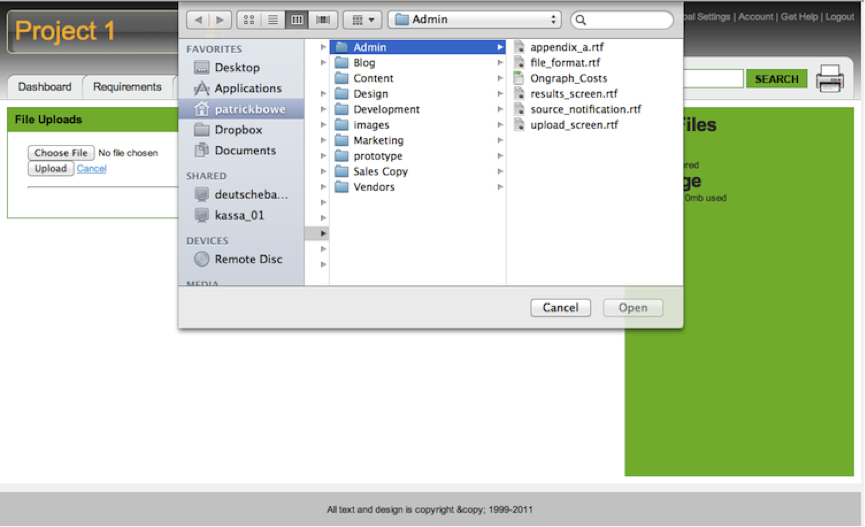 Project 1
Admin
bal Settings | Account | Get Help | Logout
Dashboard
Requirements
SEARCH
File Uploads
Choose File No file chosen
Upload Cancel
FAVORITES
Desktop
Applications
patrickbowe
Dropbox
Documents
SHARED
deutscheba...
kassa_01
DEVICES
Remote Disc
MEDIA
Admin
Blog
Content
Design
Development
images
Marketing
prototype
Sales Copy
Vendors
appendix_a.rtf
file_format.rtf
Ongraph_Costs
results_screen.rtf
source_notification.rtf
upload_screen.rtf
Cancel
Open
iles
red
ge
0mb used
All text and design is copyright &copy; 1999-2011